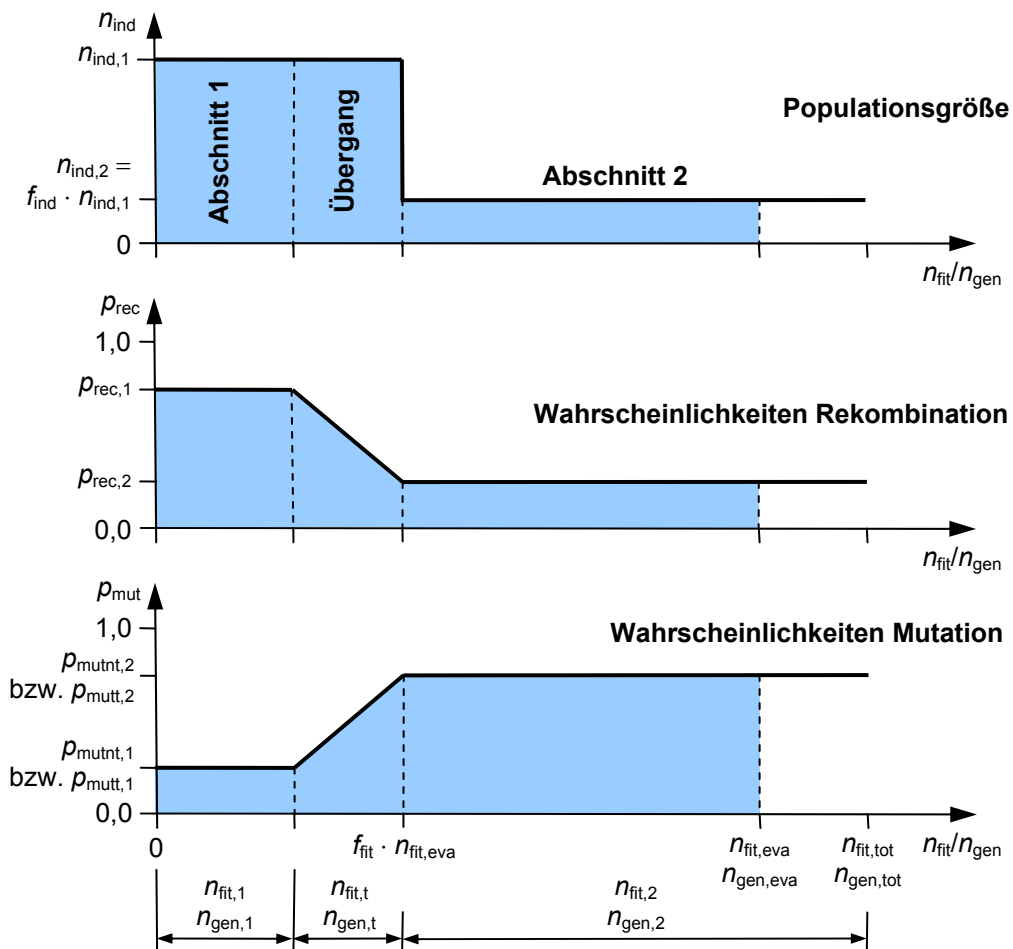 n_ind
n_ind,1
Abschnitt 1
Übergang
Populationsgröße
n_ind,2 =
f_ind · n_ind,1
Abschnitt 2
0
n_fit/n_gen
p_rec
1,0
p_rec,1
Wahrscheinlichkeiten Rekombination
p_rec,2
0,0
n_fit/n_gen
p_mut
1,0
Wahrscheinlichkeiten Mutation
p_mutnt,2
bzw. p_mutt,2
p_mutnt,1
bzw. p_mutt,1
0,0
0 f_fit · n_fit,eva n_fit,eva n_fit,tot n_fit/n_gen
n_gen,eva n_gen,tot
n_fit,1 n_fit,t n_fit,2
n_gen,1 n_gen,t n_gen,2